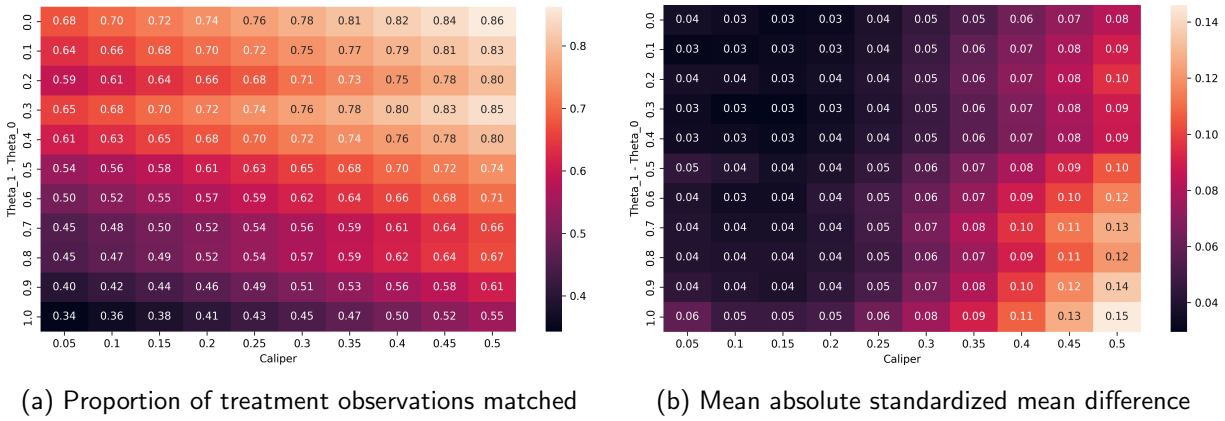 Theta_1 - Theta_0
0.0 0.68 0.70 0.72 0.74 0.76 0.78 0.81 0.82 0.84 0.86
0.1 0.64 0.66 0.68 0.70 0.72 0.75 0.77 0.79 0.81 0.83
0.2 0.59 0.61 0.64 0.66 0.68 0.71 0.73 0.75 0.78 0.80
0.3 0.65 0.68 0.70 0.72 0.74 0.76 0.78 0.80 0.83 0.85
0.4 0.61 0.63 0.65 0.68 0.70 0.72 0.74 0.76 0.78 0.80
0.5 0.54 0.56 0.58 0.61 0.63 0.65 0.68 0.70 0.72 0.74
0.6 0.50 0.52 0.55 0.57 0.59 0.62 0.64 0.66 0.68 0.71
0.7 0.45 0.48 0.50 0.52 0.54 0.56 0.59 0.61 0.64 0.66
0.8 0.45 0.47 0.49 0.52 0.54 0.57 0.59 0.62 0.64 0.67
0.9 0.40 0.42 0.44 0.46 0.49 0.51 0.53 0.56 0.58 0.61
1.0 0.34 0.36 0.38 0.41 0.43 0.45 0.47 0.50 0.52 0.55
0.05 0.1 0.15 0.2 0.25 0.3 0.35 0.4 0.45 0.5
Caliper
0.8
0.7
0.6
0.5
0.4
(a) Proportion of treatment observations matched
Theta_1 - Theta_0
0.0 0.04 0.03 0.03 0.03 0.04 0.05 0.05 0.06 0.07 0.08
0.1 0.03 0.03 0.03 0.03 0.04 0.05 0.06 0.07 0.08 0.09
0.2 0.04 0.04 0.03 0.04 0.04 0.05 0.06 0.07 0.08 0.10
0.3 0.03 0.03 0.03 0.03 0.04 0.05 0.06 0.07 0.08 0.09
0.4 0.03 0.03 0.03 0.04 0.04 0.05 0.06 0.07 0.08 0.09
0.5 0.05 0.04 0.04 0.04 0.05 0.06 0.07 0.08 0.09 0.10
0.6 0.04 0.03 0.04 0.04 0.05 0.06 0.07 0.09 0.10 0.12
0.7 0.04 0.04 0.04 0.04 0.05 0.07 0.08 0.10 0.11 0.13
0.8 0.04 0.04 0.04 0.04 0.05 0.06 0.07 0.09 0.11 0.12
0.9 0.04 0.04 0.04 0.04 0.05 0.07 0.08 0.10 0.12 0.14
1.0 0.06 0.05 0.05 0.05 0.06 0.08 0.09 0.11 0.13 0.15
0.05 0.1 0.15 0.2 0.25 0.3 0.35 0.4 0.45 0.5
Caliper
0.14
0.12
0.10
0.08
0.06
0.04
(b) Mean absolute standardized mean difference